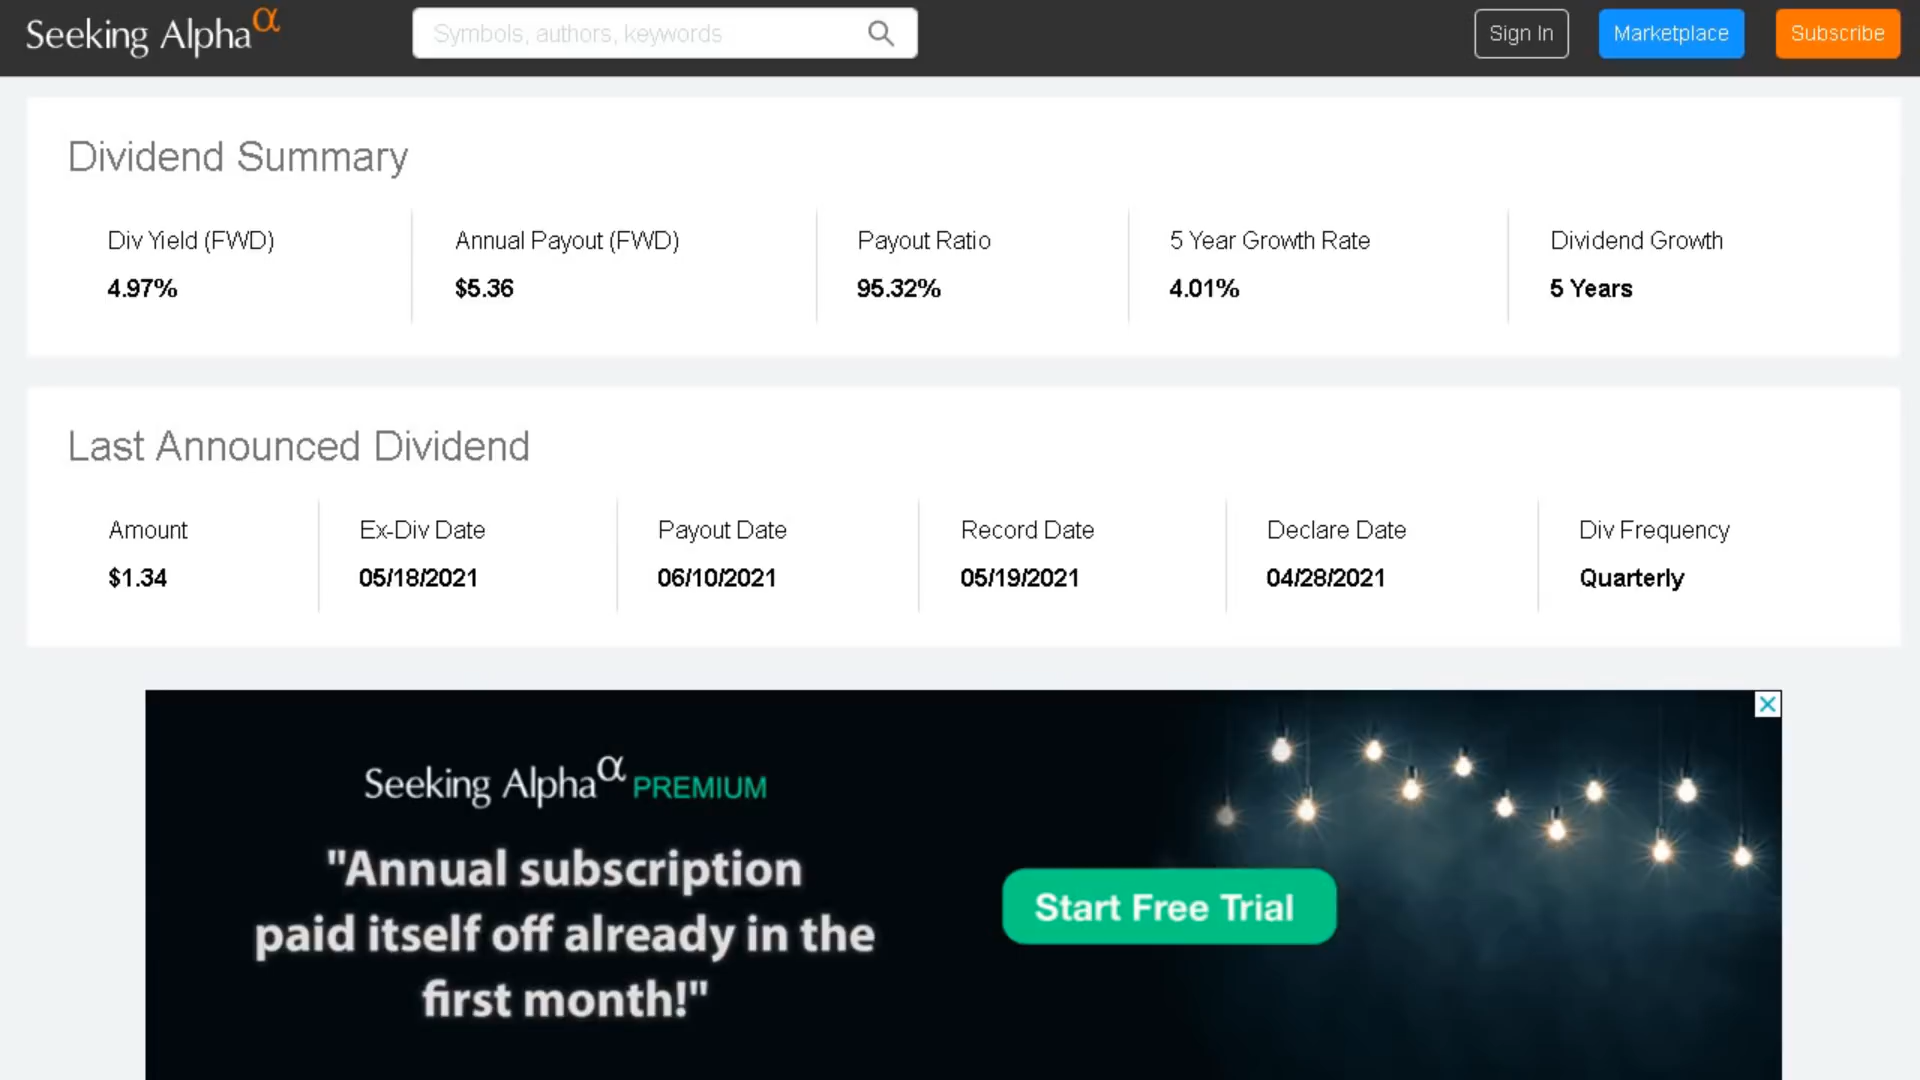 Seeking Alpha α
Symbols, authors, keywords
Sign In
Marketplace
Subscribe
Dividend Summary
Div Yield (FWD)
4.97%
Annual Payout (FWD)
$5.36
Payout Ratio
95.32%
5 Year Growth Rate
4.01%
Dividend Growth
5 Years
Last Announced Dividend
Amount
$1.34
Ex-Div Date
05/18/2021
Payout Date
06/10/2021
Record Date
05/19/2021
Declare Date
04/28/2021
Div Frequency
Quarterly
Seeking Alpha α PREMIUM
"Annual subscription
paid itself off already in the
first month!"
Start Free Trial